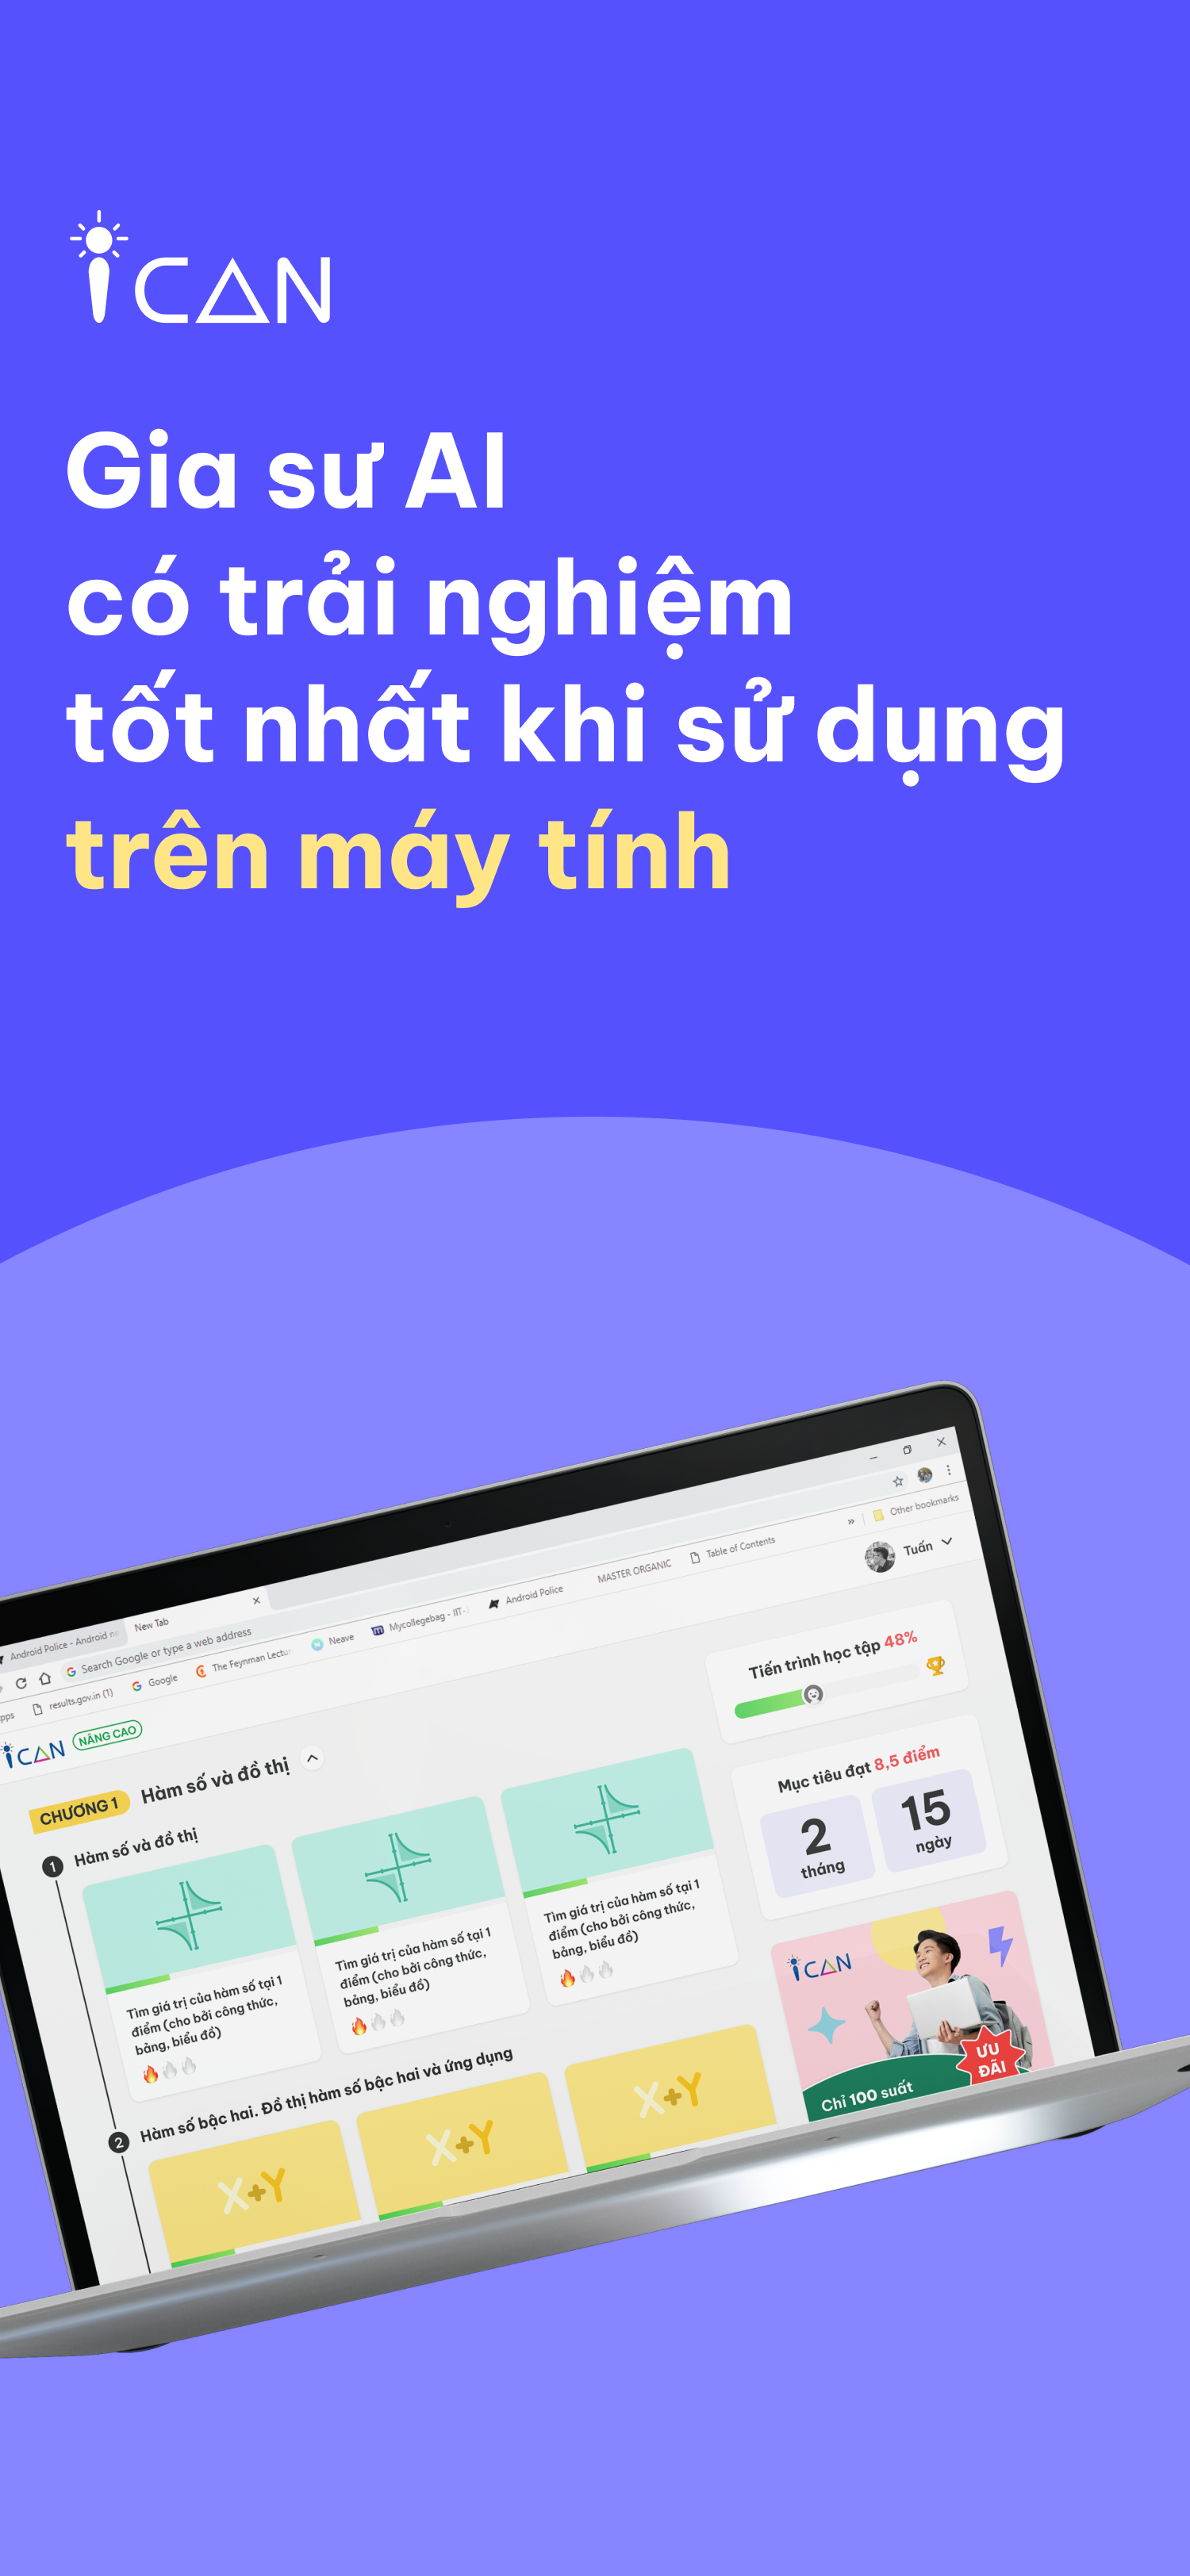 iCAN
Gia sư AI
có trải nghiệm
tốt nhất khi sử dụng
trên máy tính
Android Police - Android
New Tab
Search Google or type a web address
results.gov.in (1)
Google
The Feynman
Neave
Mycollegebag - IIT-
Android Police
MASTER ORGANIC
Table of Contents
»
Other bookmarks
iCAN
NÂNG CAO
Tuấn
CHƯƠNG 1
Hàm số và đồ thị
1
Hàm số và đồ thị
Tìm giá trị của hàm số tại 1
điểm (cho bởi công thức,
bảng, biểu đồ)
Tìm giá trị của hàm số tại 1
điểm (cho bởi công thức,
bảng, biểu đồ)
Tìm giá trị của hàm số tại 1
điểm (cho bởi công thức,
bảng, biểu đồ)
2
Hàm số bậc hai. Đồ thị hàm số bậc hai và ứng dụng
X+Y
X+Y
X+Y
Tiến trình học tập 48%
Mục tiêu đạt 8,5 điểm
2
tháng
15
ngày
iCAN
ƯU
ĐÃI
Chỉ 100 suất